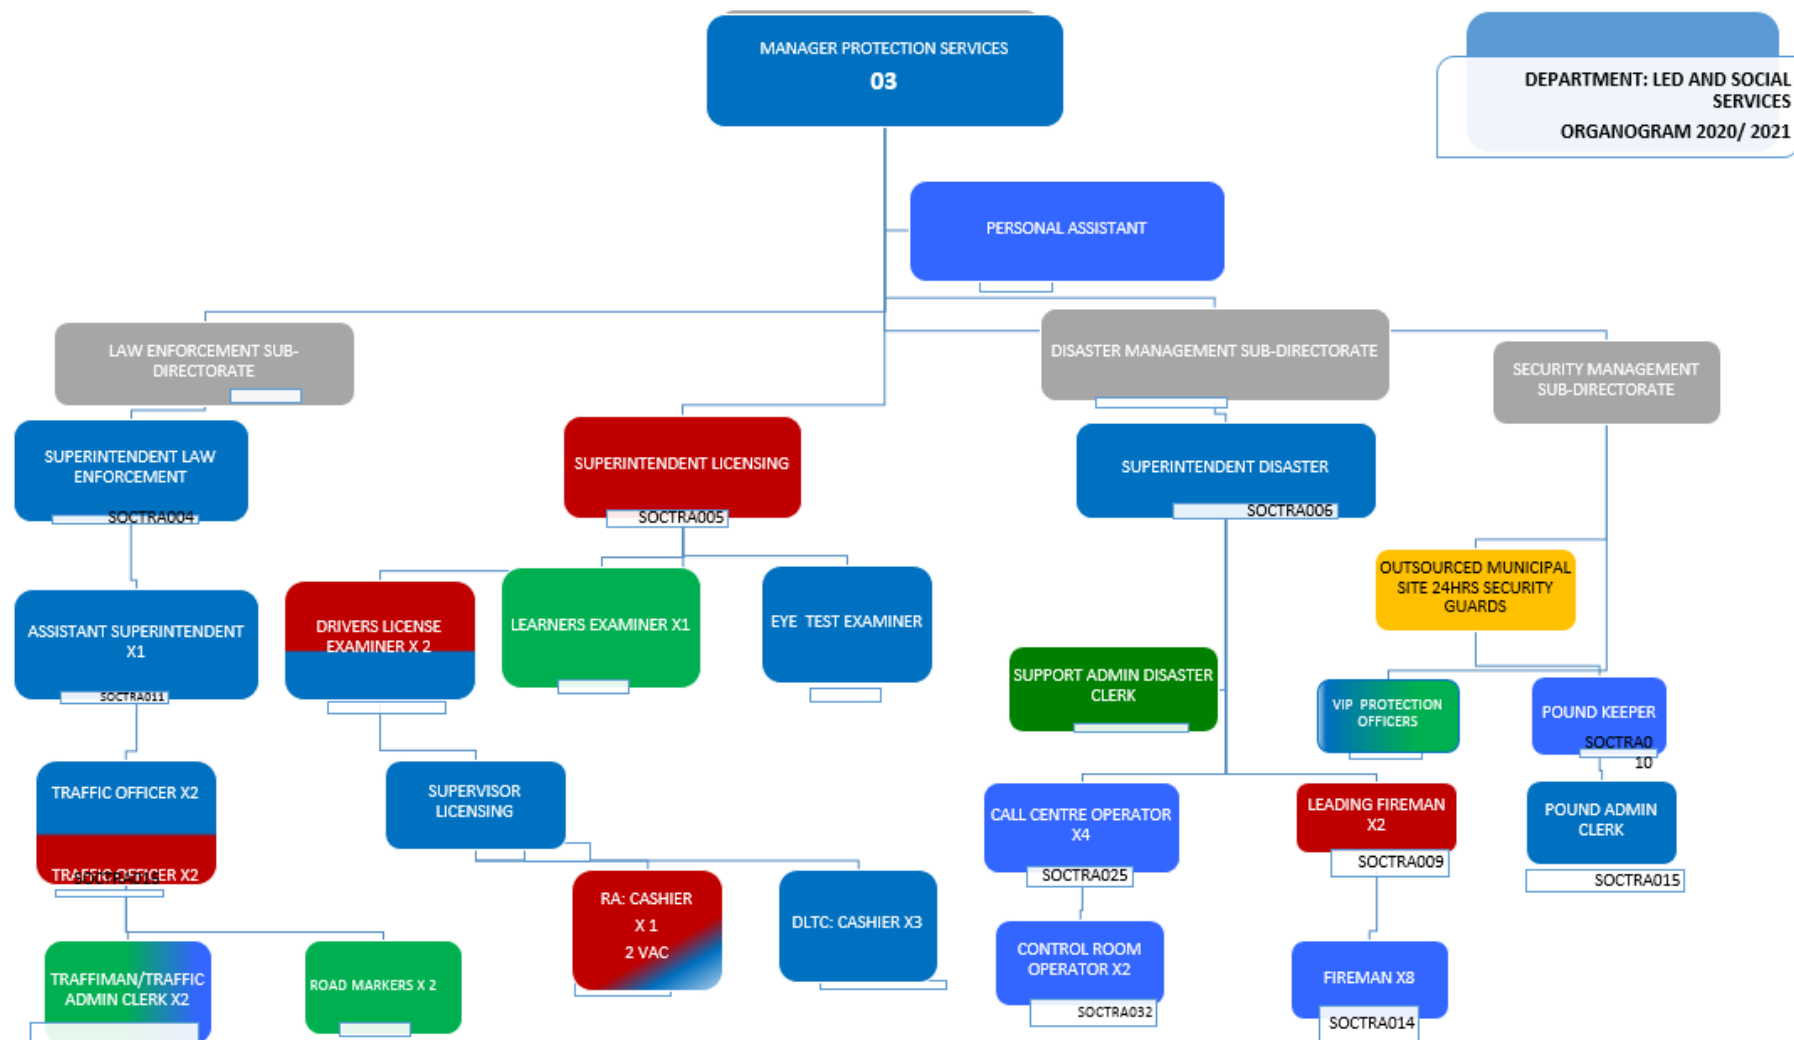 MANAGER PROTECTION SERVICES
03
DEPARTMENT: LED AND SOCIAL
SERVICES
ORGANOGRAM 2020/ 2021
PERSONAL ASSISTANT
LAW ENFORCEMENT SUB-
DIRECTORATE
DISASTER MANAGEMENT SUB-DIRECTORATE
SECURITY MANAGEMENT
SUB-DIRECTORATE
SUPERINTENDENT LAW
ENFORCEMENT
SOCTRA004
SUPERINTENDENT LICENSING
SOCTRA005
SUPERINTENDENT DISASTER
SOCTRA006
OUTSOURCED MUNICIPAL
SITE 24HRS SECURITY
GUARDS
ASSISTANT SUPERINTENDENT
X1
SOCTRA011
DRIVERS LICENSE
EXAMINER X 2
LEARNERS EXAMINER X1
EYE TEST EXAMINER
SUPPORT ADMIN DISASTER
CLERK
VIP PROTECTION
OFFICERS
POUND KEEPER
SOCTRA0
10
TRAFFIC OFFICER X2
TRAFFIC OFFICER X2
SUPERVISOR
LICENSING
CALL CENTRE OPERATOR
X4
SOCTRA025
LEADING FIREMAN
X2
SOCTRA009
POUND ADMIN
CLERK
SOCTRA015
RA: CASHIER
X 1
2 VAC
DLTC: CASHIER X3
TRAFFIMAN/TRAFFIC
ADMIN CLERK X2
ROAD MARKERS X 2
CONTROL ROOM
OPERATOR X2
SOCTRA032
FIREMAN X8
SOCTRA014